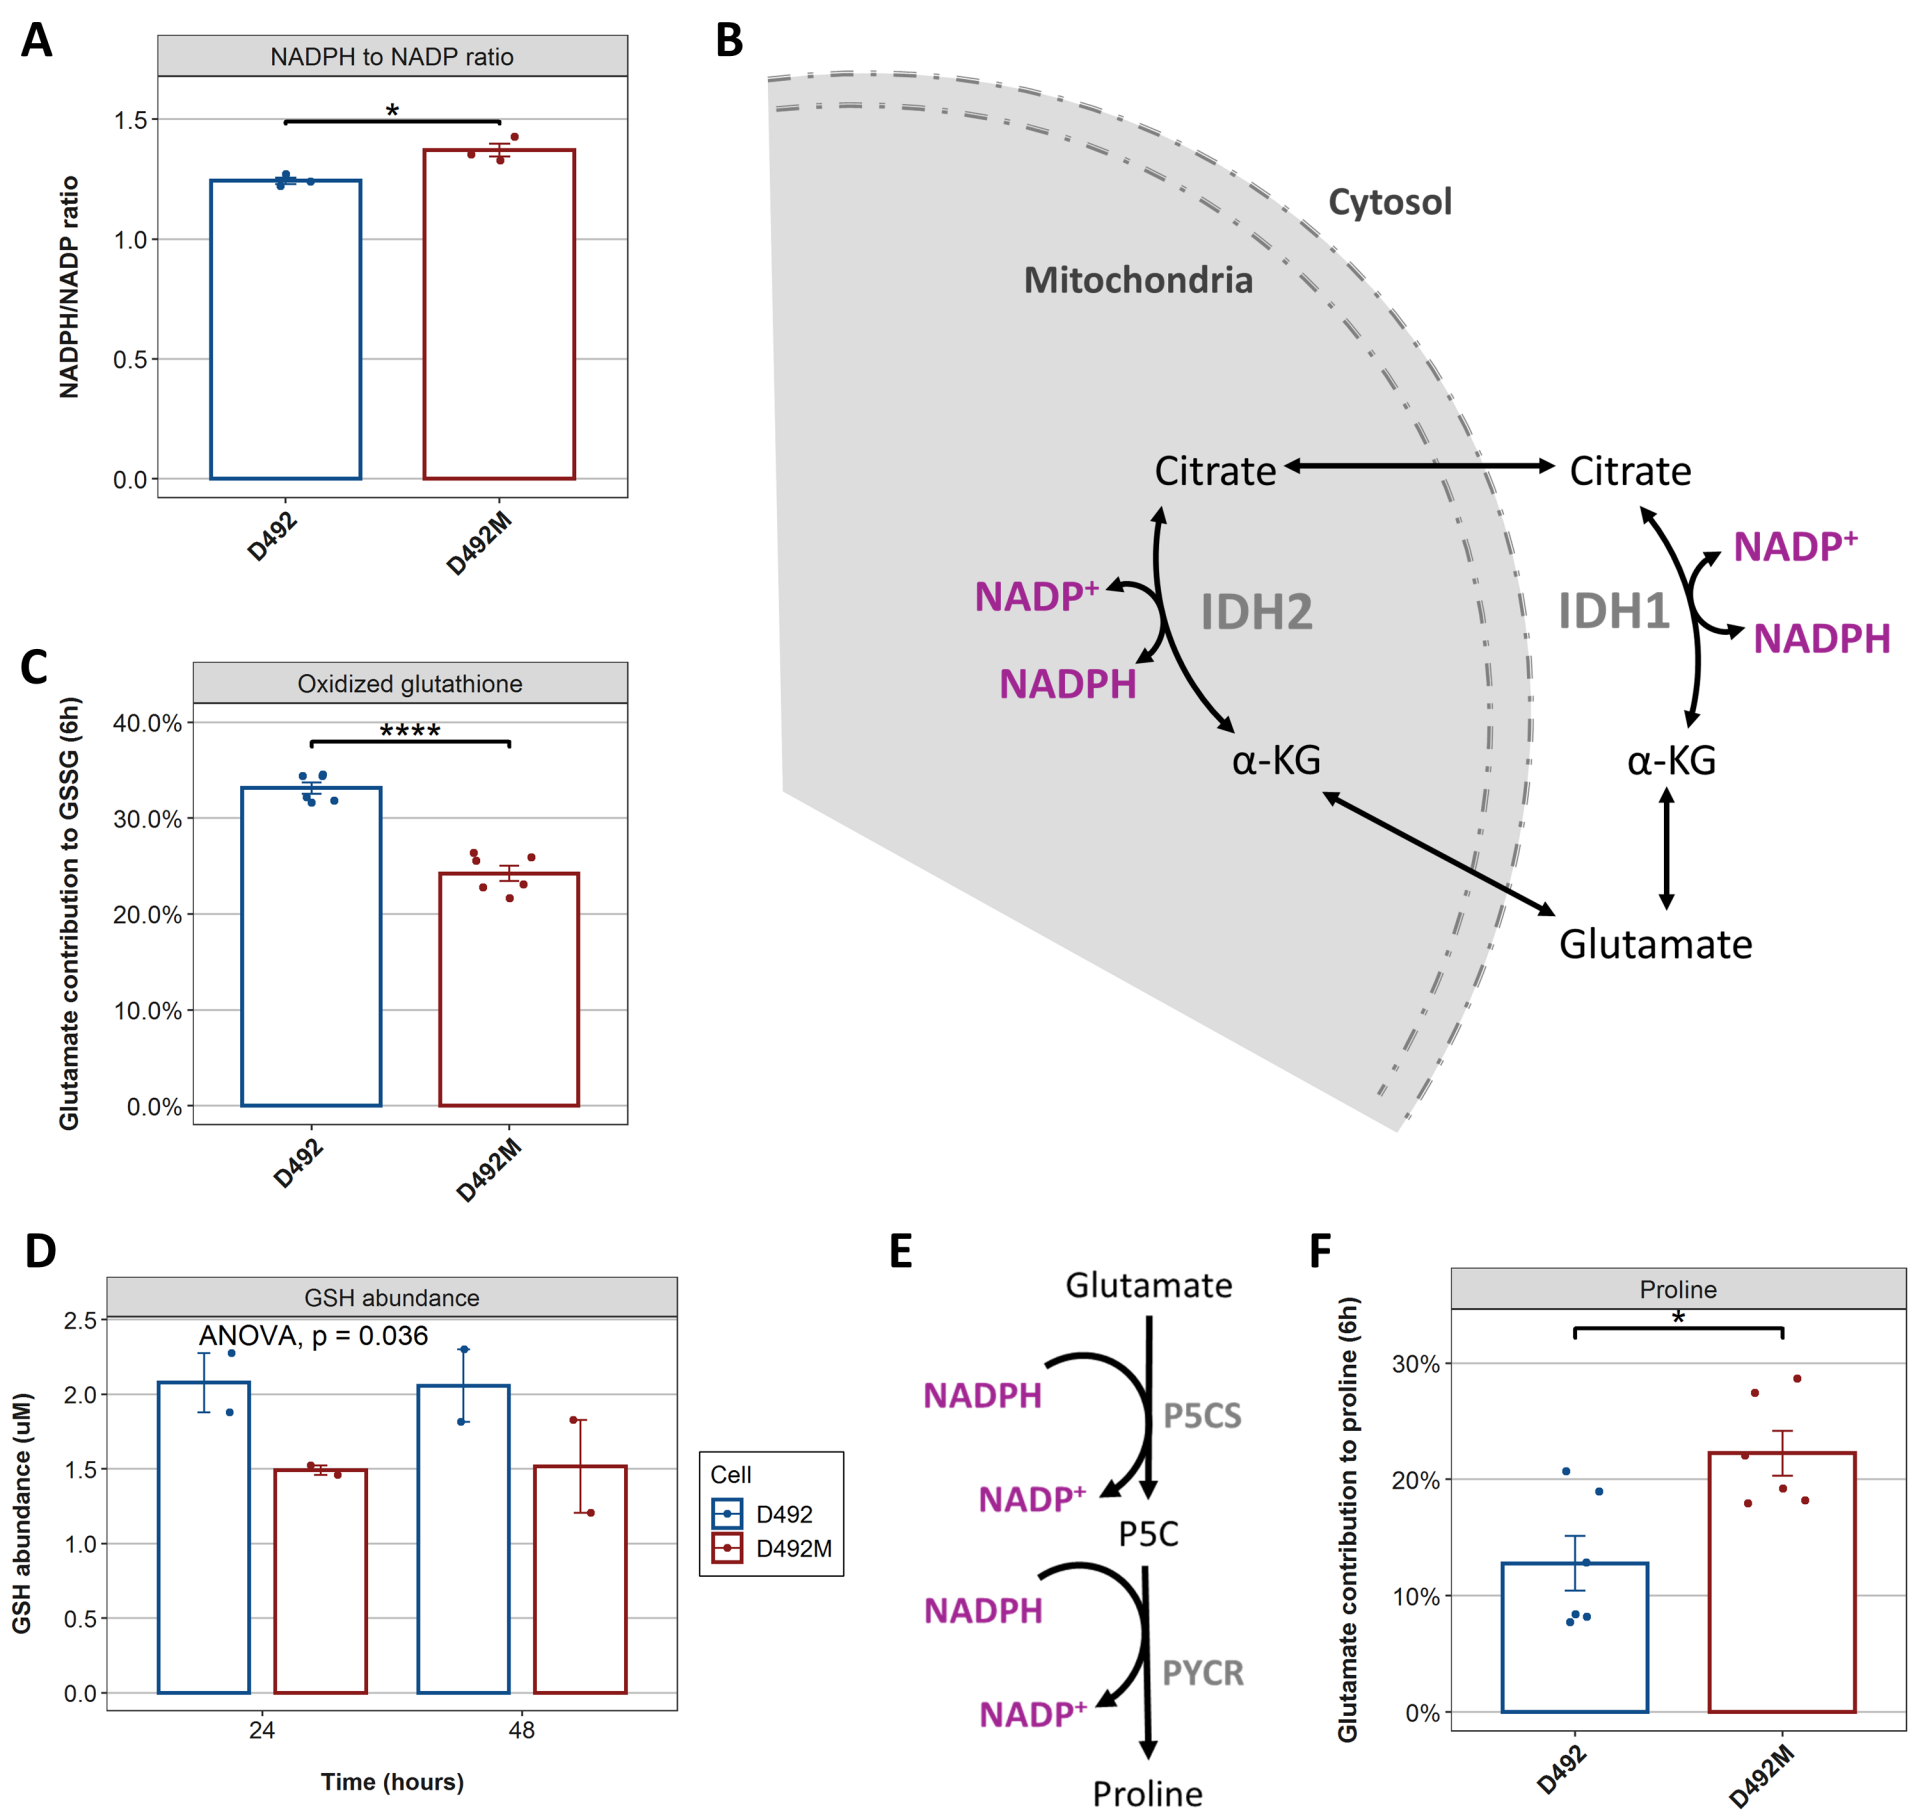 A
NADPH to NADP ratio
NADPH/NADP ratio
1.5
1.0
0.5
0.0
*
D492
D492M
B
Cytosol
Mitochondria
Citrate
Citrate
NADP+
NADPH
IDH2
IDH1
NADP+
NADPH
α-KG
α-KG
Glutamate
C
Oxidized glutathione
Glutamate contribution to GSSG (6h)
40.0%
30.0%
20.0%
10.0%
0.0%
****
D492
D492M
D
GSH abundance
GSH abundance (uM)
ANOVA, p = 0.036
2.5
2.0
1.5
1.0
0.5
0.0
24
48
Time (hours)
Cell
D492
D492M
E
Glutamate
NADPH
P5CS
NADP+
P5C
NADPH
PYCR
NADP+
Proline
F
Proline
Glutamate contribution to proline (6h)
*
30%
20%
10%
0%
D492
D492M